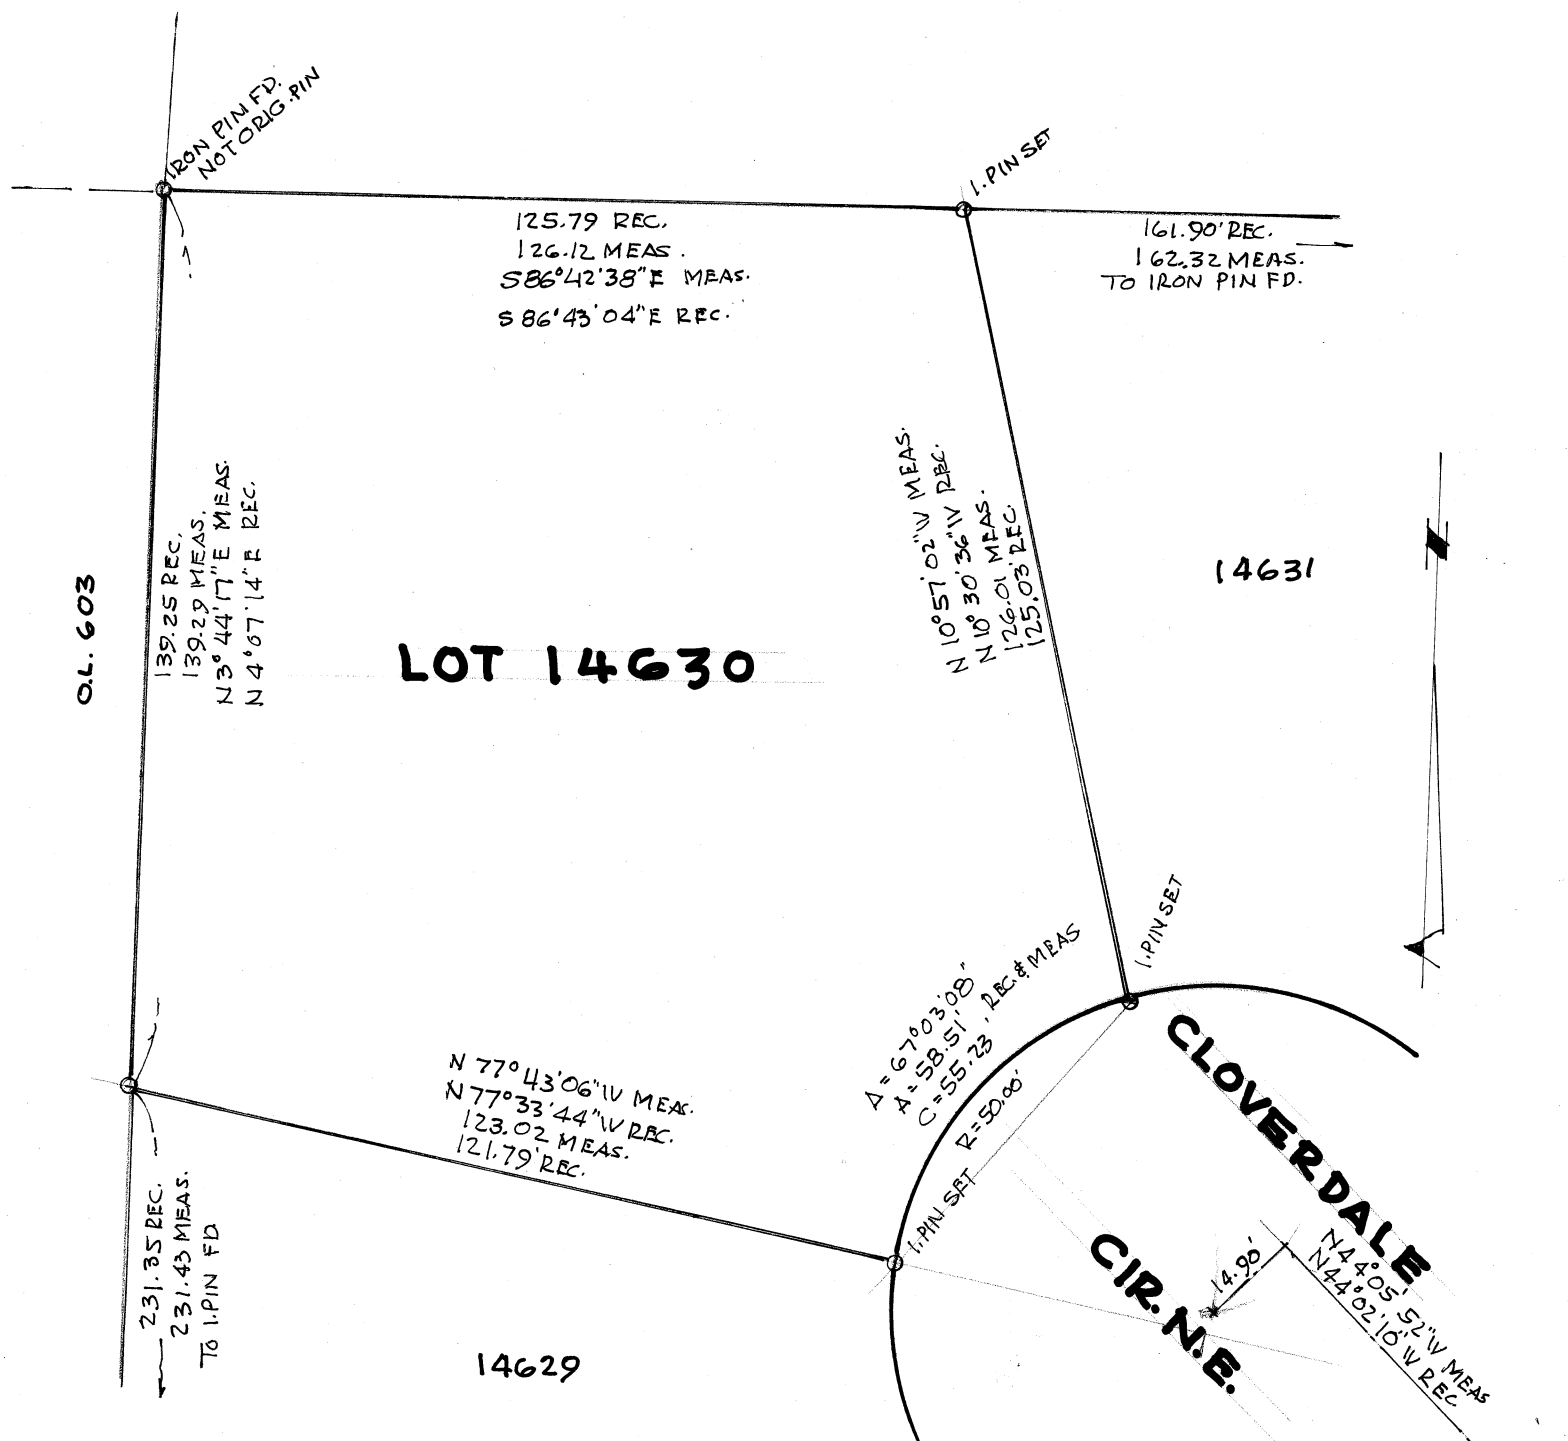 IRON PIN FD.
NOT ORIG. PIN
I. PIN SET
125.79 REC.
126.12 MEAS.
S86°42'38"E MEAS.
S86°43'04"E REC.
161.90' REC.
162.32 MEAS.
TO IRON PIN FD.
O.L. 603
139.25 REC.
139.29 MEAS.
N3°44'17"E MEAS.
N4°07'14"E REC.
LOT 14630
N10°57'02"W MEAS.
N10°30'36"W REC.
126.01 MEAS.
125.03' REC.
14631
I. PIN SET
Δ=67°03'08"
A=58.51'
C=55.23', REC. & MEAS
R=50.00'
I. PIN SET
N 77°43'06"W MEAS.
N 77°33'44"W REC.
123.02 MEAS.
121.79' REC.
231.35 REC.
231.43 MEAS.
TO I.PIN FD
14629
CLOVERDALE
CIR. N.E.
14.90'
N44°05'52"W MEAS
N44°02'10"W REC